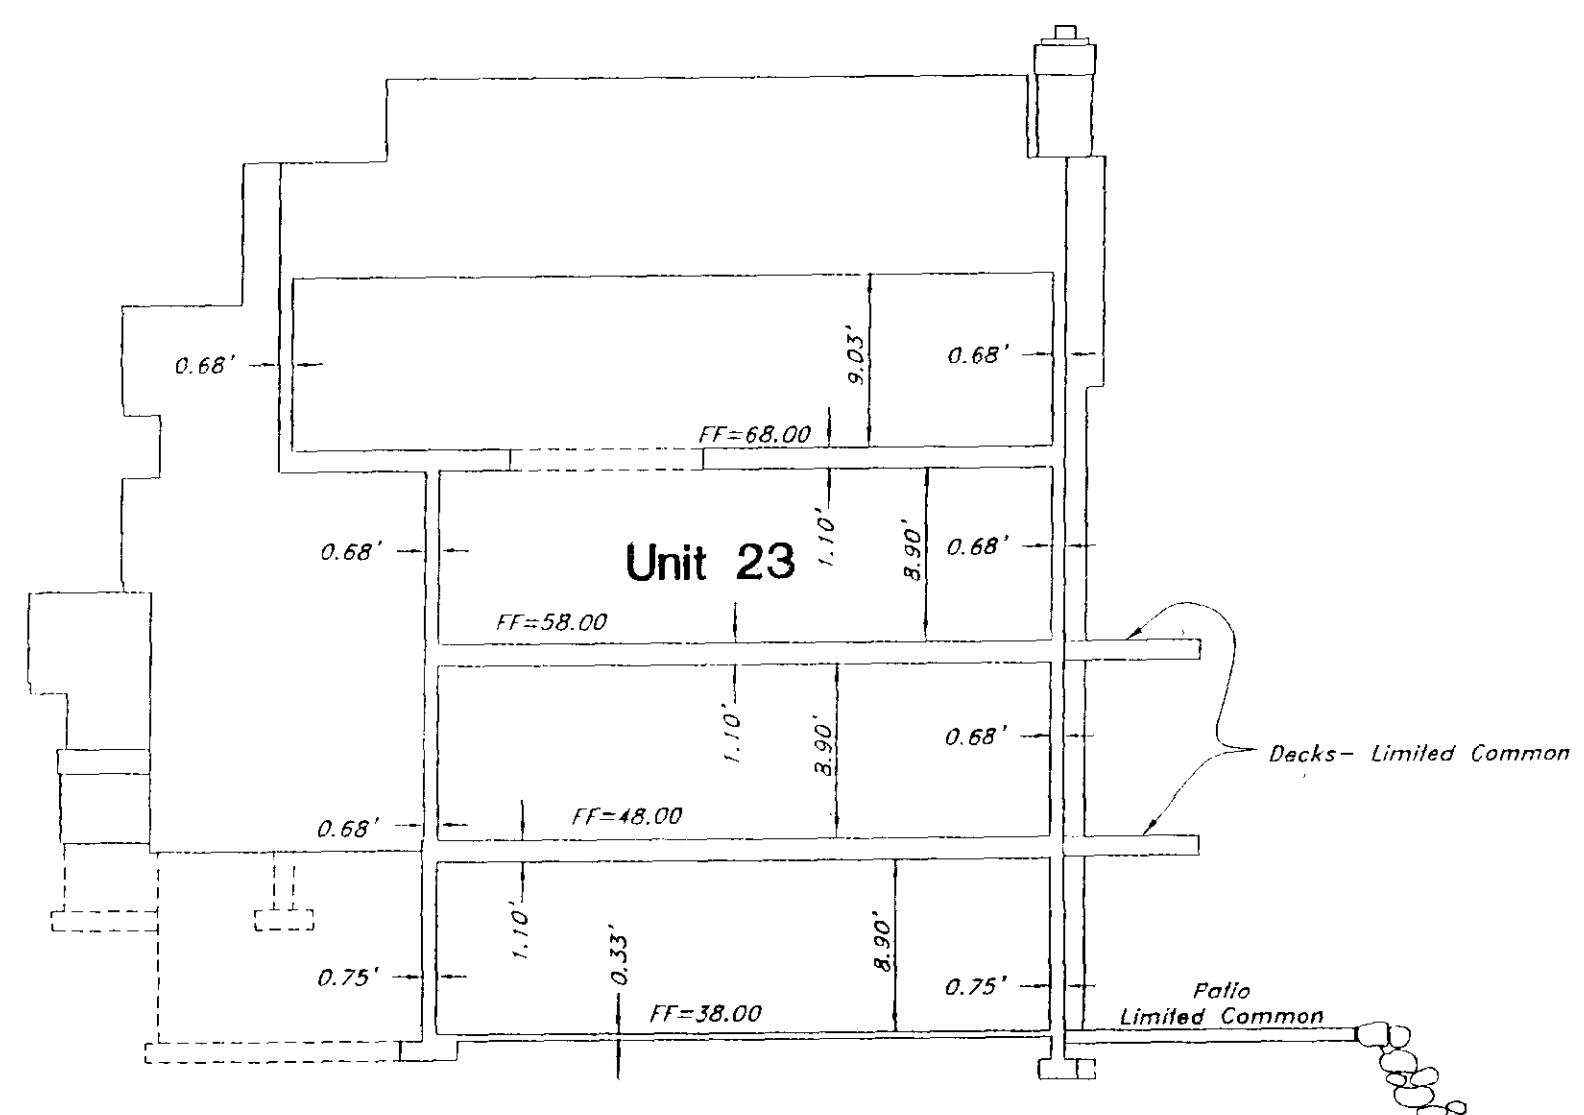 0.68'
9.03'
0.68'
FF=68.00
1.10'
8.90'
0.68'
Unit 23
0.68'
FF=58.00
1.10'
8.90'
0.68'
Decks- Limited Common
0.68'
FF=48.00
1.10'
0.33'
8.90'
0.75'
0.75'
FF=38.00
Patio
Limited Common